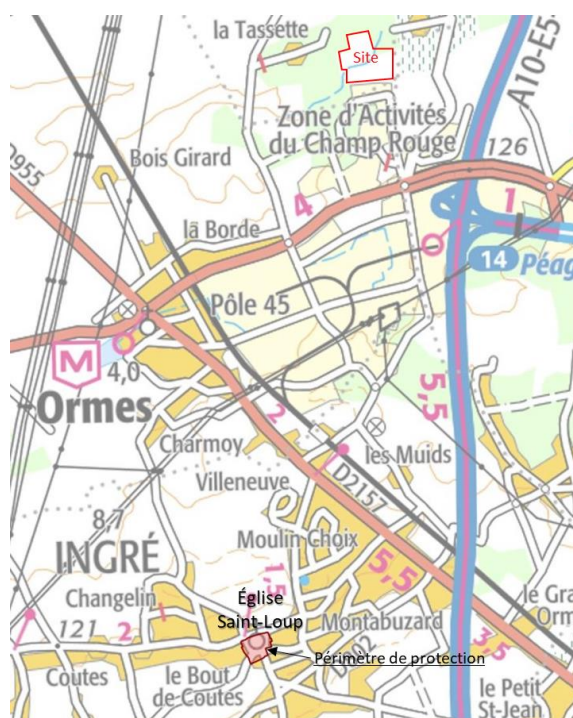 la Tassette
Site
A10-E5
Zone d'Activités
du Champ Rouge
126
D955
Bois Girard
4
1
la Borde
14 Péag
Pôle 45
M
4,0
Ormes
2
5,5
Charmoy
les Muids
Villeneuve
D2157
8,7
Moulin Choix
INGRÉ
1,5
5,5
Changelin
Église
Saint-Loup
le Gra
Orm
121
2
Montabuzard
3,5
Périmètre de protection
Coutes
le Bout
de Coutes
le Petit
St-Jean